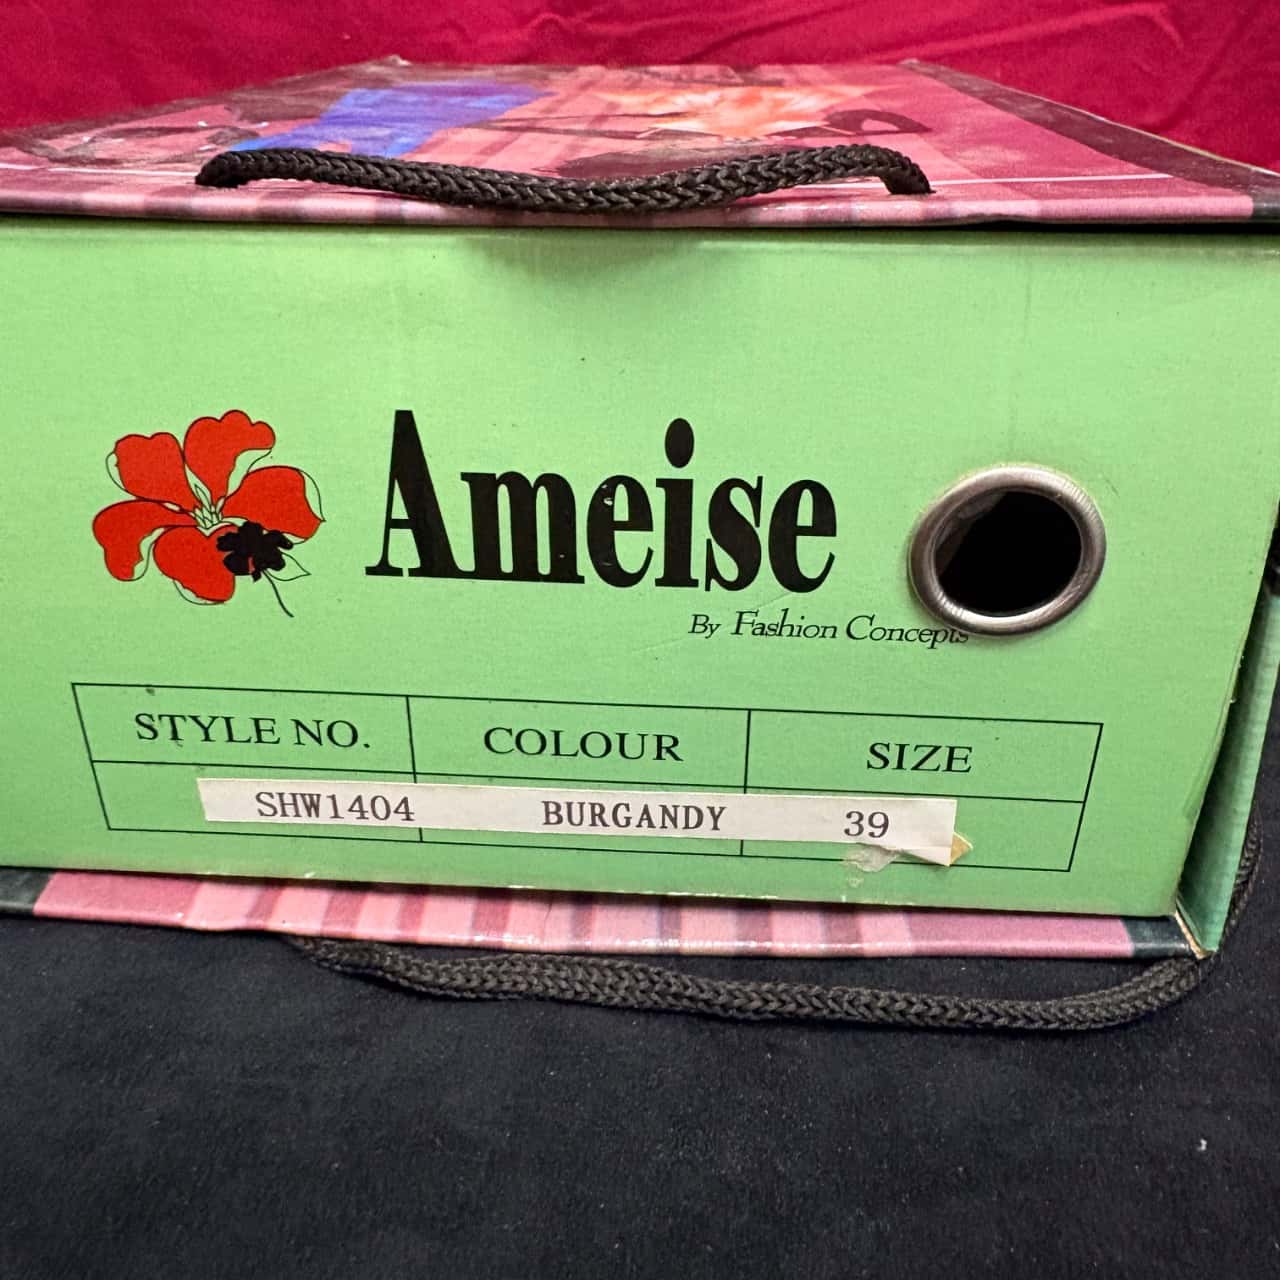 Ameise
By Fashion Concepts
STYLE NO. COLOUR SIZE
SHW1404 BURGANDY 39